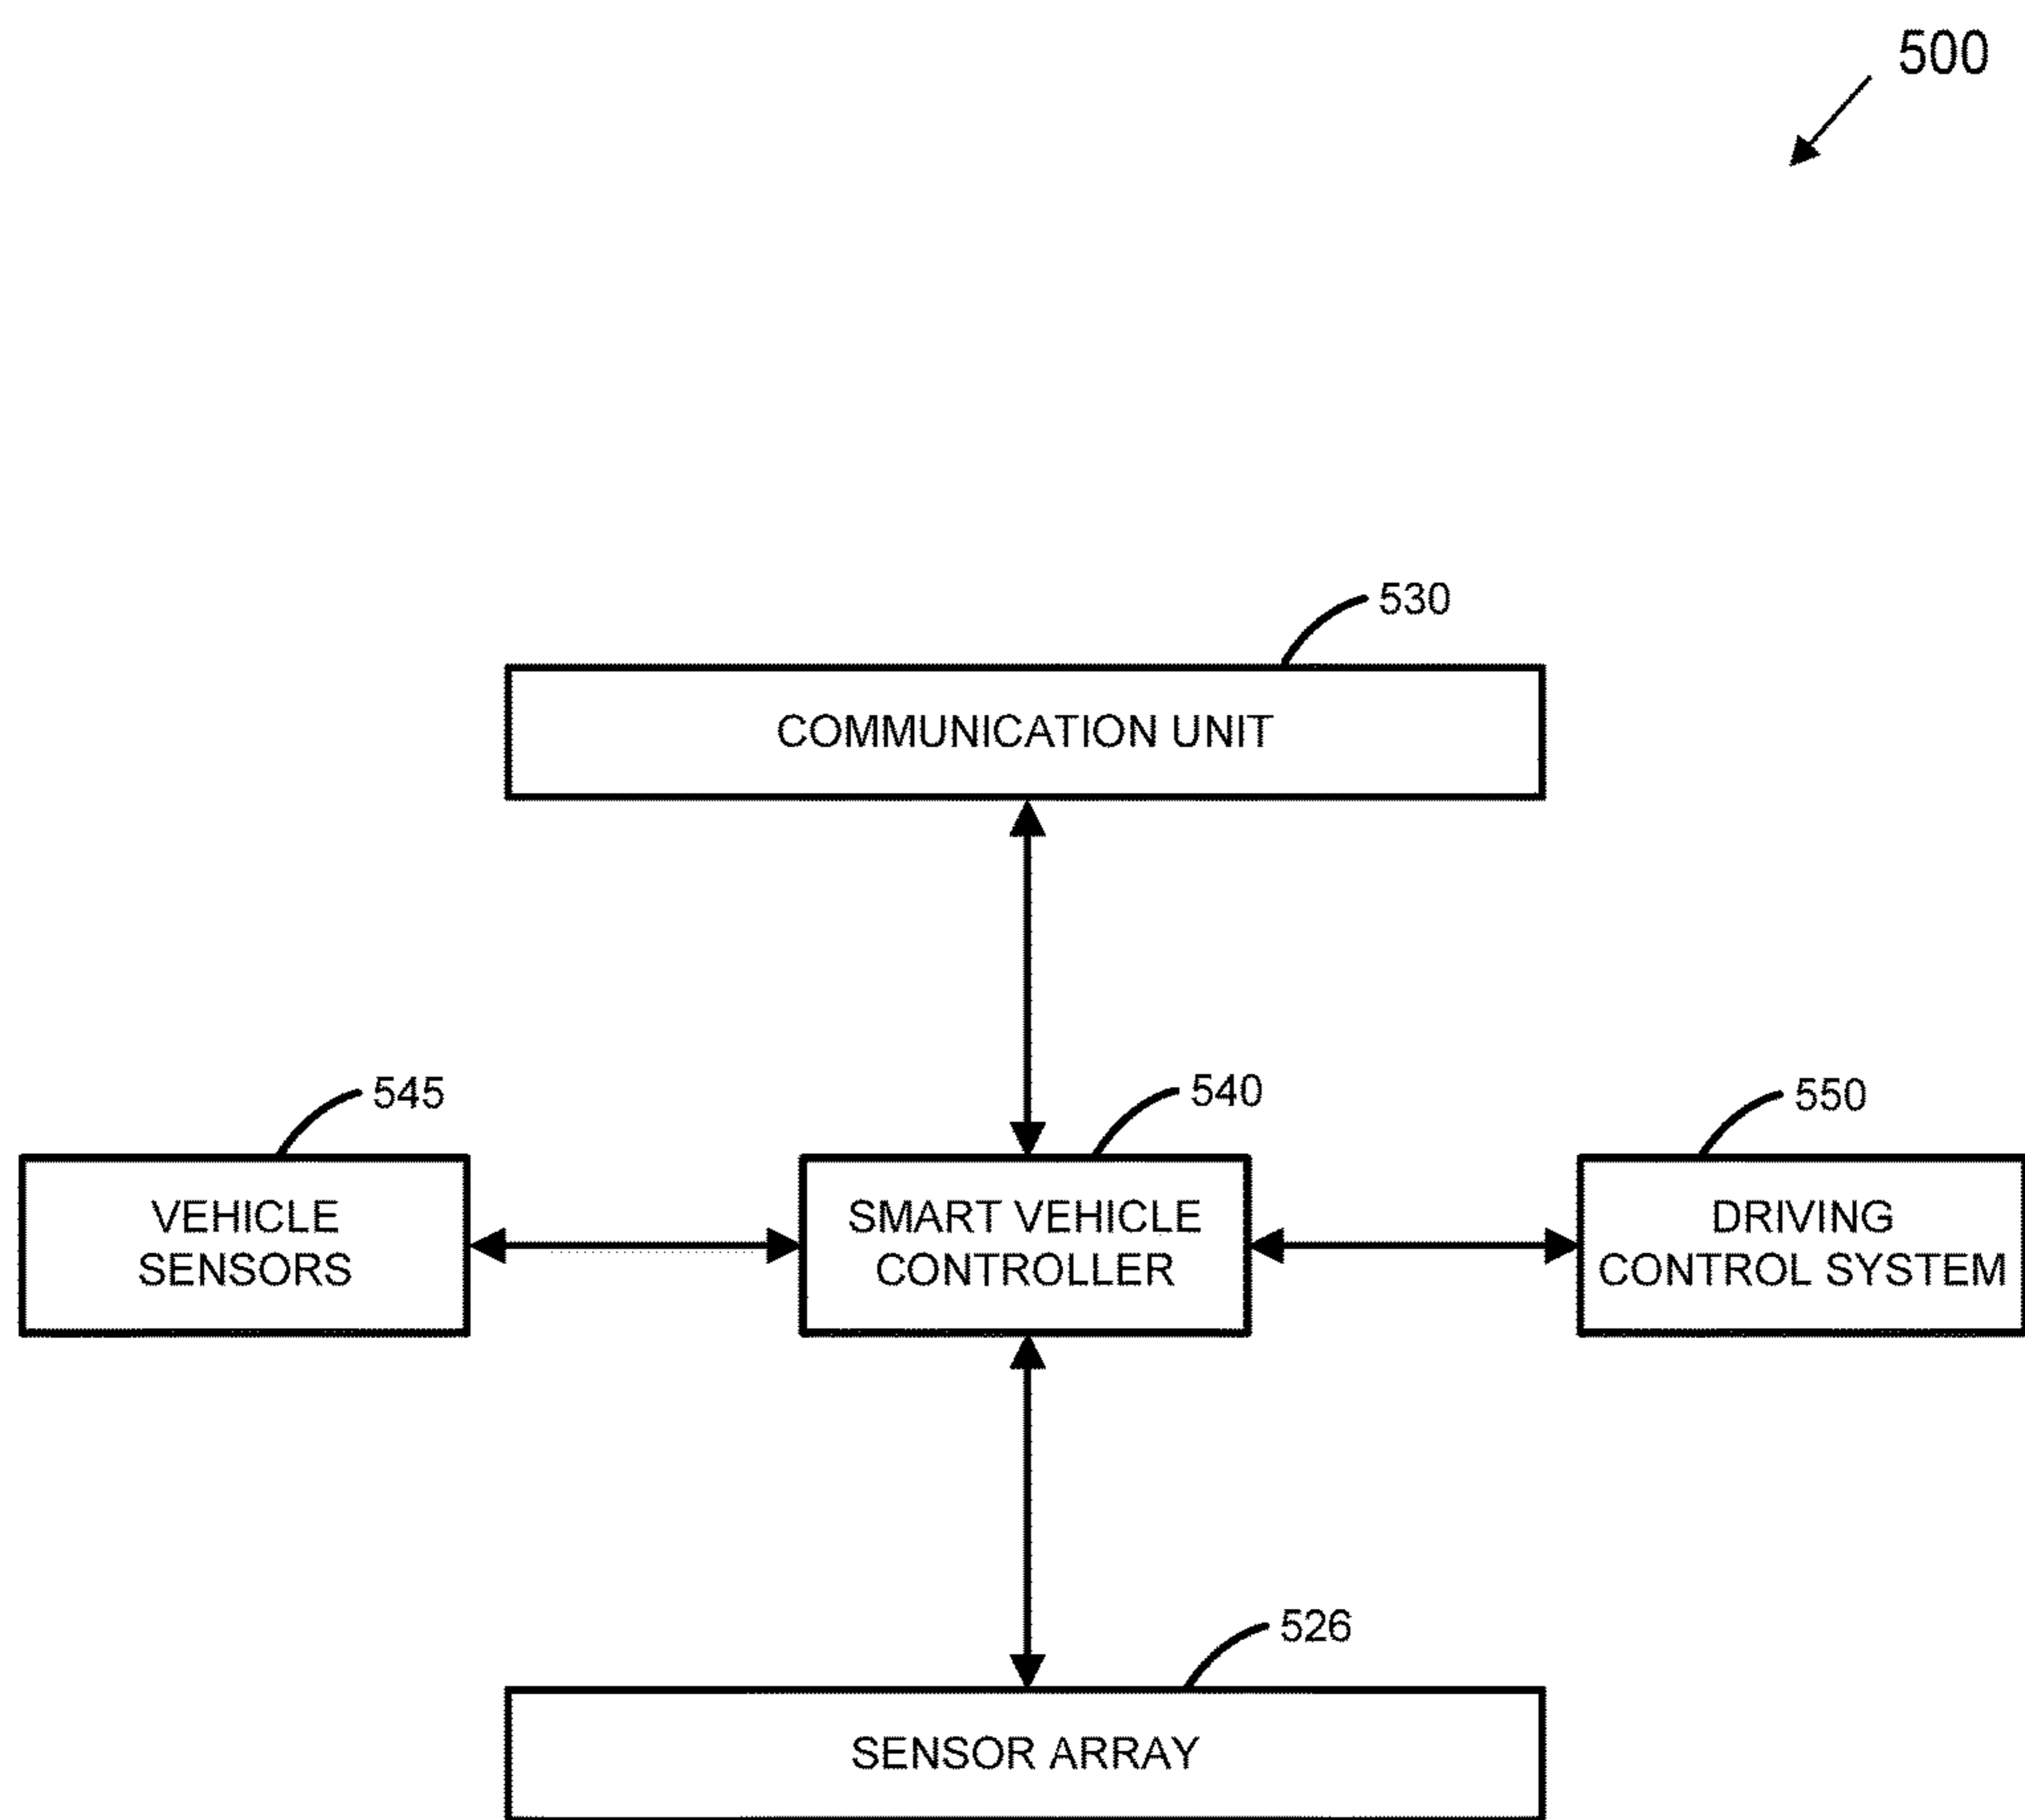 500
530
COMMUNICATION UNIT
545
540
550
VEHICLE
SENSORS
SMART VEHICLE
CONTROLLER
DRIVING
CONTROL SYSTEM
526
SENSOR ARRAY